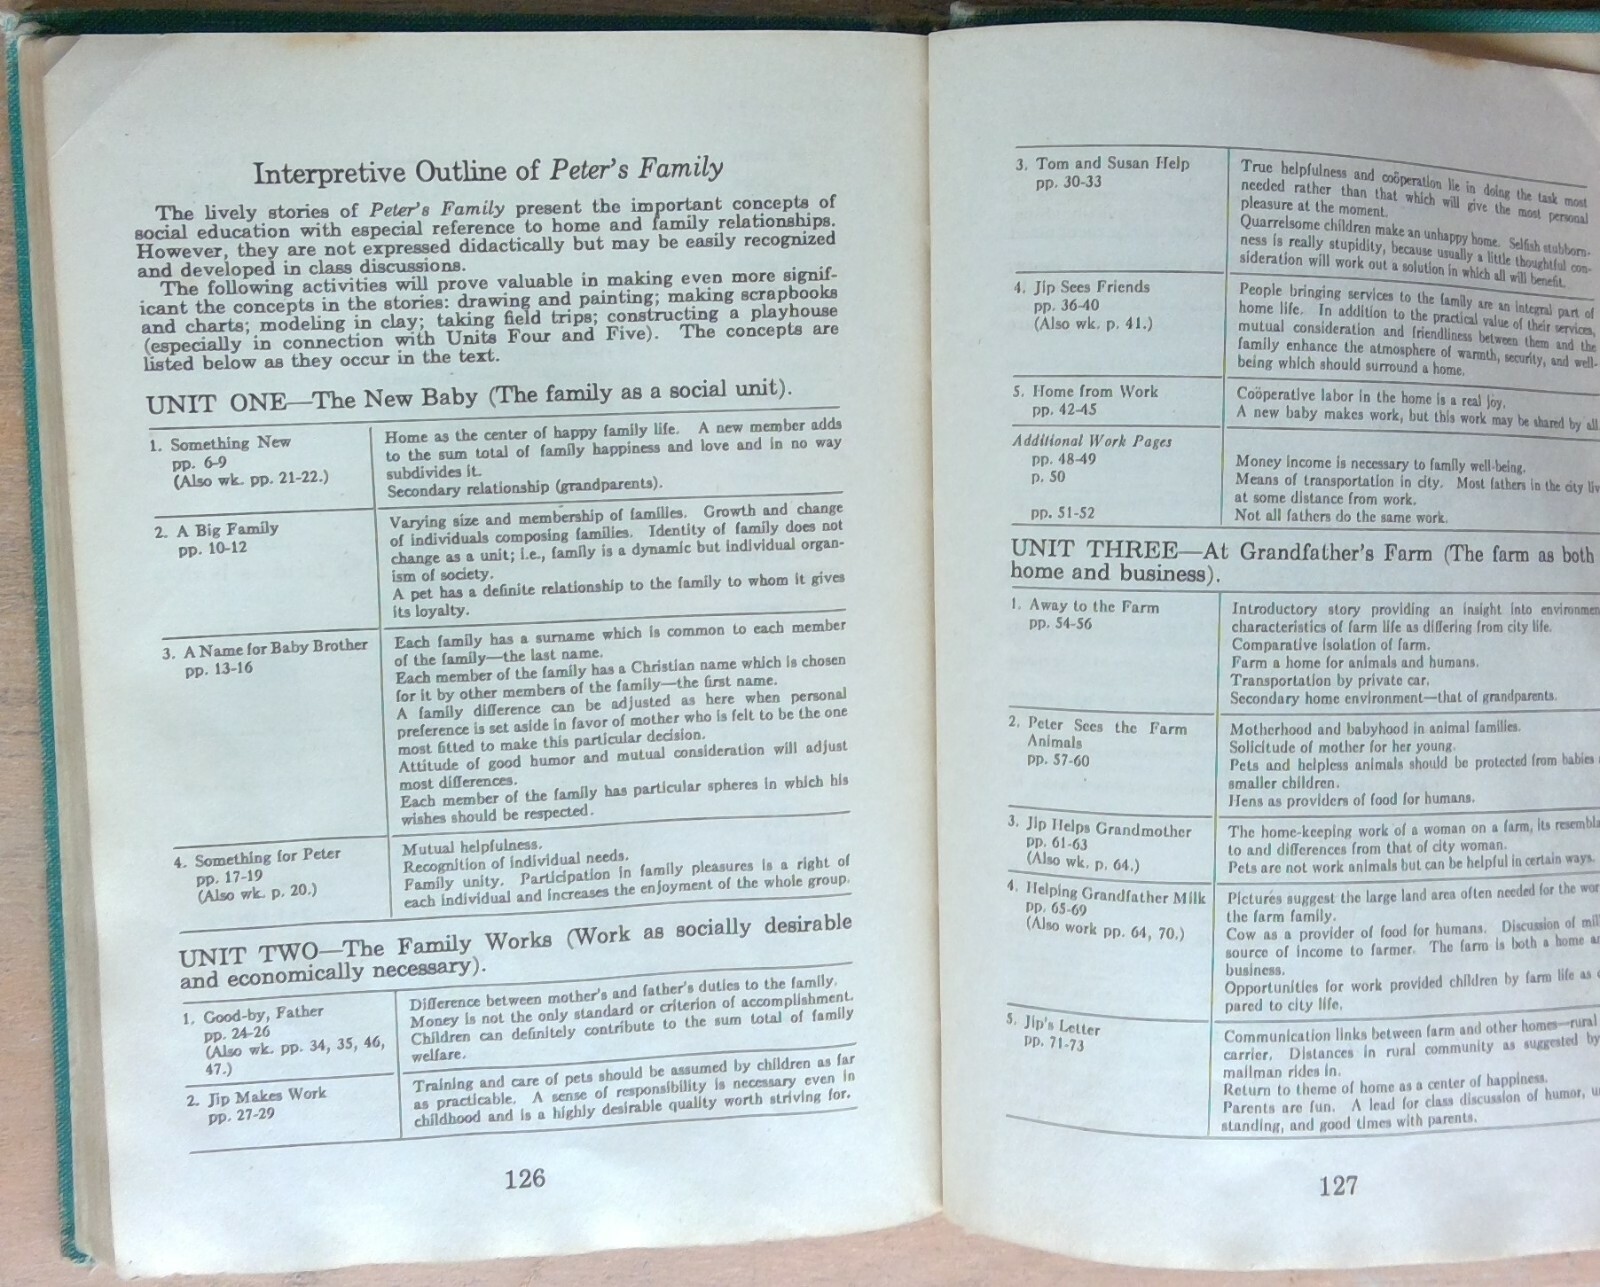 Interpretive Outline of Peter's Family
The lively stories of Peter's Family present the important concepts of
social education with especial reference to home and family relationships.
However, they are not expressed didactically but may be easily recognized
and developed in class discussions.
The following activities will prove valuable in making even more signif-
icant the concepts in the stories: drawing and painting; making scrapbooks
and charts; modeling in clay; taking field trips; constructing a playhouse
(especially in connection with Units Four and Five). The concepts are
listed below as they occur in the text.
UNIT ONE—The New Baby (The family as a social unit).
1. Something New
pp. 6-9
(Also wk. pp. 21-22.)
Home as the center of happy family life. A new member adds
to the sum total of family happiness and love and in no way
subdivides it.
Secondary relationship (grandparents).
2. A Big Family
pp. 10-12
Varying size and membership of families. Growth and change
of individuals composing families. Identity of family does not
change as a unit; i.e., family is a dynamic but individual organ-
ism of society.
A pet has a definite relationship to the family to whom it gives
its loyalty.
3. A Name for Baby Brother
pp. 13-16
Each family has a surname which is common to each member
of the family—the last name.
Each member of the family has a Christian name which is chosen
for it by other members of the family—the first name.
A family difference can be adjusted as here when personal
preference is set aside in favor of mother who is felt to be the one
most fitted to make this particular decision.
Attitude of good humor and mutual consideration will adjust
most differences.
Each member of the family has particular spheres in which his
wishes should be respected.
4. Something for Peter
pp. 17-19
(Also wk. p. 20.)
Mutual helpfulness.
Recognition of individual needs.
Family unity. Participation in family pleasures is a right of
each individual and increases the enjoyment of the whole group.
UNIT TWO—The Family Works (Work as socially desirable
and economically necessary).
1. Good-by, Father
pp. 24-26
(Also wk. pp. 34, 35, 46,
47.)
Difference between mother's and father's duties to the family.
Money is not the only standard or criterion of accomplishment.
Children can definitely contribute to the sum total of family
welfare.
2. Jip Makes Work
pp. 27-29
Training and care of pets should be assumed by children as far
as practicable. A sense of responsibility is necessary even in
childhood and is a highly desirable quality worth striving for.
126
3. Tom and Susan Help
pp. 30-33
True helpfulness and coöperation lie in doing the task most
needed rather than that which will give the most personal
pleasure at the moment.
Quarrelsome children make an unhappy home. Selfish stubborn-
ness is really stupidity, because usually a little thoughtful con-
sideration will work out a solution in which all will benefit.
4. Jip Sees Friends
pp. 36-40
(Also wk. p. 41.)
People bringing services to the family are an integral part of
home life. In addition to the practical value of their services,
mutual consideration and friendliness between them and the
family enhance the atmosphere of warmth, security, and well-
being which should surround a home.
5. Home from Work
pp. 42-45
Coöperative labor in the home is a real joy.
A new baby makes work, but this work may be shared by all
Additional Work Pages
pp. 48-49
p. 50
pp. 51-52
Money income is necessary to family well-being.
Means of transportation in city. Most fathers in the city liv
at some distance from work.
Not all fathers do the same work.
UNIT THREE—At Grandfather's Farm (The farm as both
home and business).
1. Away to the Farm
pp. 54-56
Introductory story providing an insight into environmen
characteristics of farm life as differing from city life.
Comparative isolation of farm.
Farm a home for animals and humans.
Transportation by private car.
Secondary home environment—that of grandparents.
2. Peter Sees the Farm
Animals
pp. 57-60
Motherhood and babyhood in animal families.
Solicitude of mother for her young.
Pets and helpless animals should be protected from babies
smaller children.
Hens as providers of food for humans.
3. Jip Helps Grandmother
pp. 61-63
(Also wk. p. 64.)
The home-keeping work of a woman on a farm, its resembla
to and differences from that of city woman.
Pets are not work animals but can be helpful in certain ways.
4. Helping Grandfather Milk
pp. 65-69
(Also work pp. 64, 70.)
Pictures suggest the large land area often needed for the wor
the farm family.
Cow as a provider of food for humans. Discussion of mil
source of income to farmer. The farm is both a home a
business.
Opportunities for work provided children by farm life as
pared to city life.
5. Jip's Letter
pp. 71-73
Communication links between farm and other homes—rural
carrier. Distances in rural community as suggested by
mailman rides in.
Return to theme of home as a center of happiness.
Parents are fun. A lead for class discussion of humor, u
standing, and good times with parents.
127